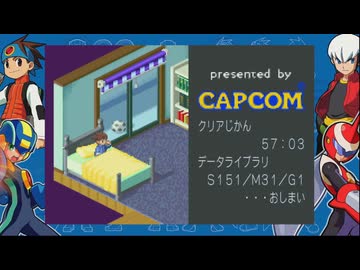 presented by
CAPCOM
クリアじかん
57:03
データライブラリ
S151/M31/G1
・・・おしまい